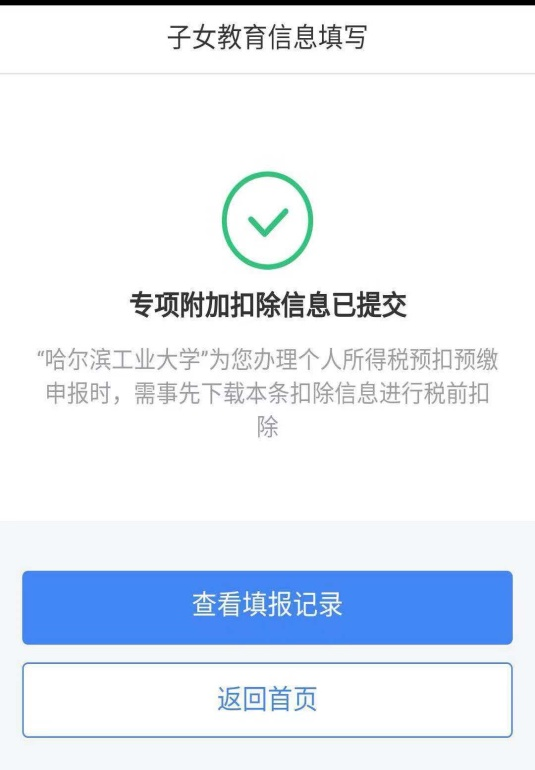 子女教育信息填写
专项附加扣除信息已提交
“哈尔滨工业大学”为您办理个人所得税预扣预缴
申报时，需事先下载本条扣除信息进行税前扣
除
查看填报记录
返回首页